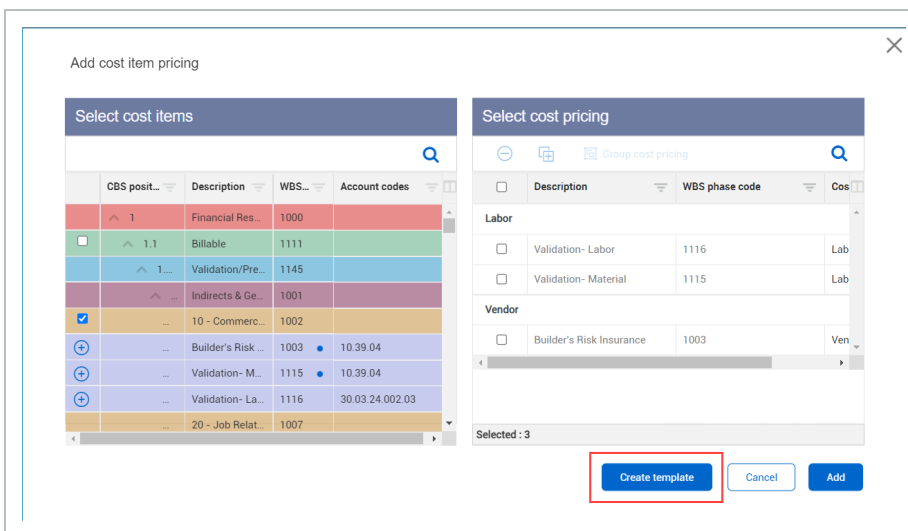 Add cost item pricing
Select cost items
CBS posit... Description WBS... Account codes
1 Financial Res... 1000
1.1 Billable 1111
1.... Validation/Pre... 1145
... Indirects & Ge... 1001
... 10 - Commerc... 1002
... Builder's Risk ... 1003 10.39.04
... Validation- M... 1115 10.39.04
... Validation- La... 1116 30.03.24.002.03
... 20 - Job Relat... 1007
Select cost pricing
Group cost pricing
Description WBS phase code Cos
Labor
Validation- Labor 1116 Lab
Validation- Material 1115 Lab
Vendor
Builder's Risk Insurance 1003 Ven
Selected : 3
Create template Cancel Add